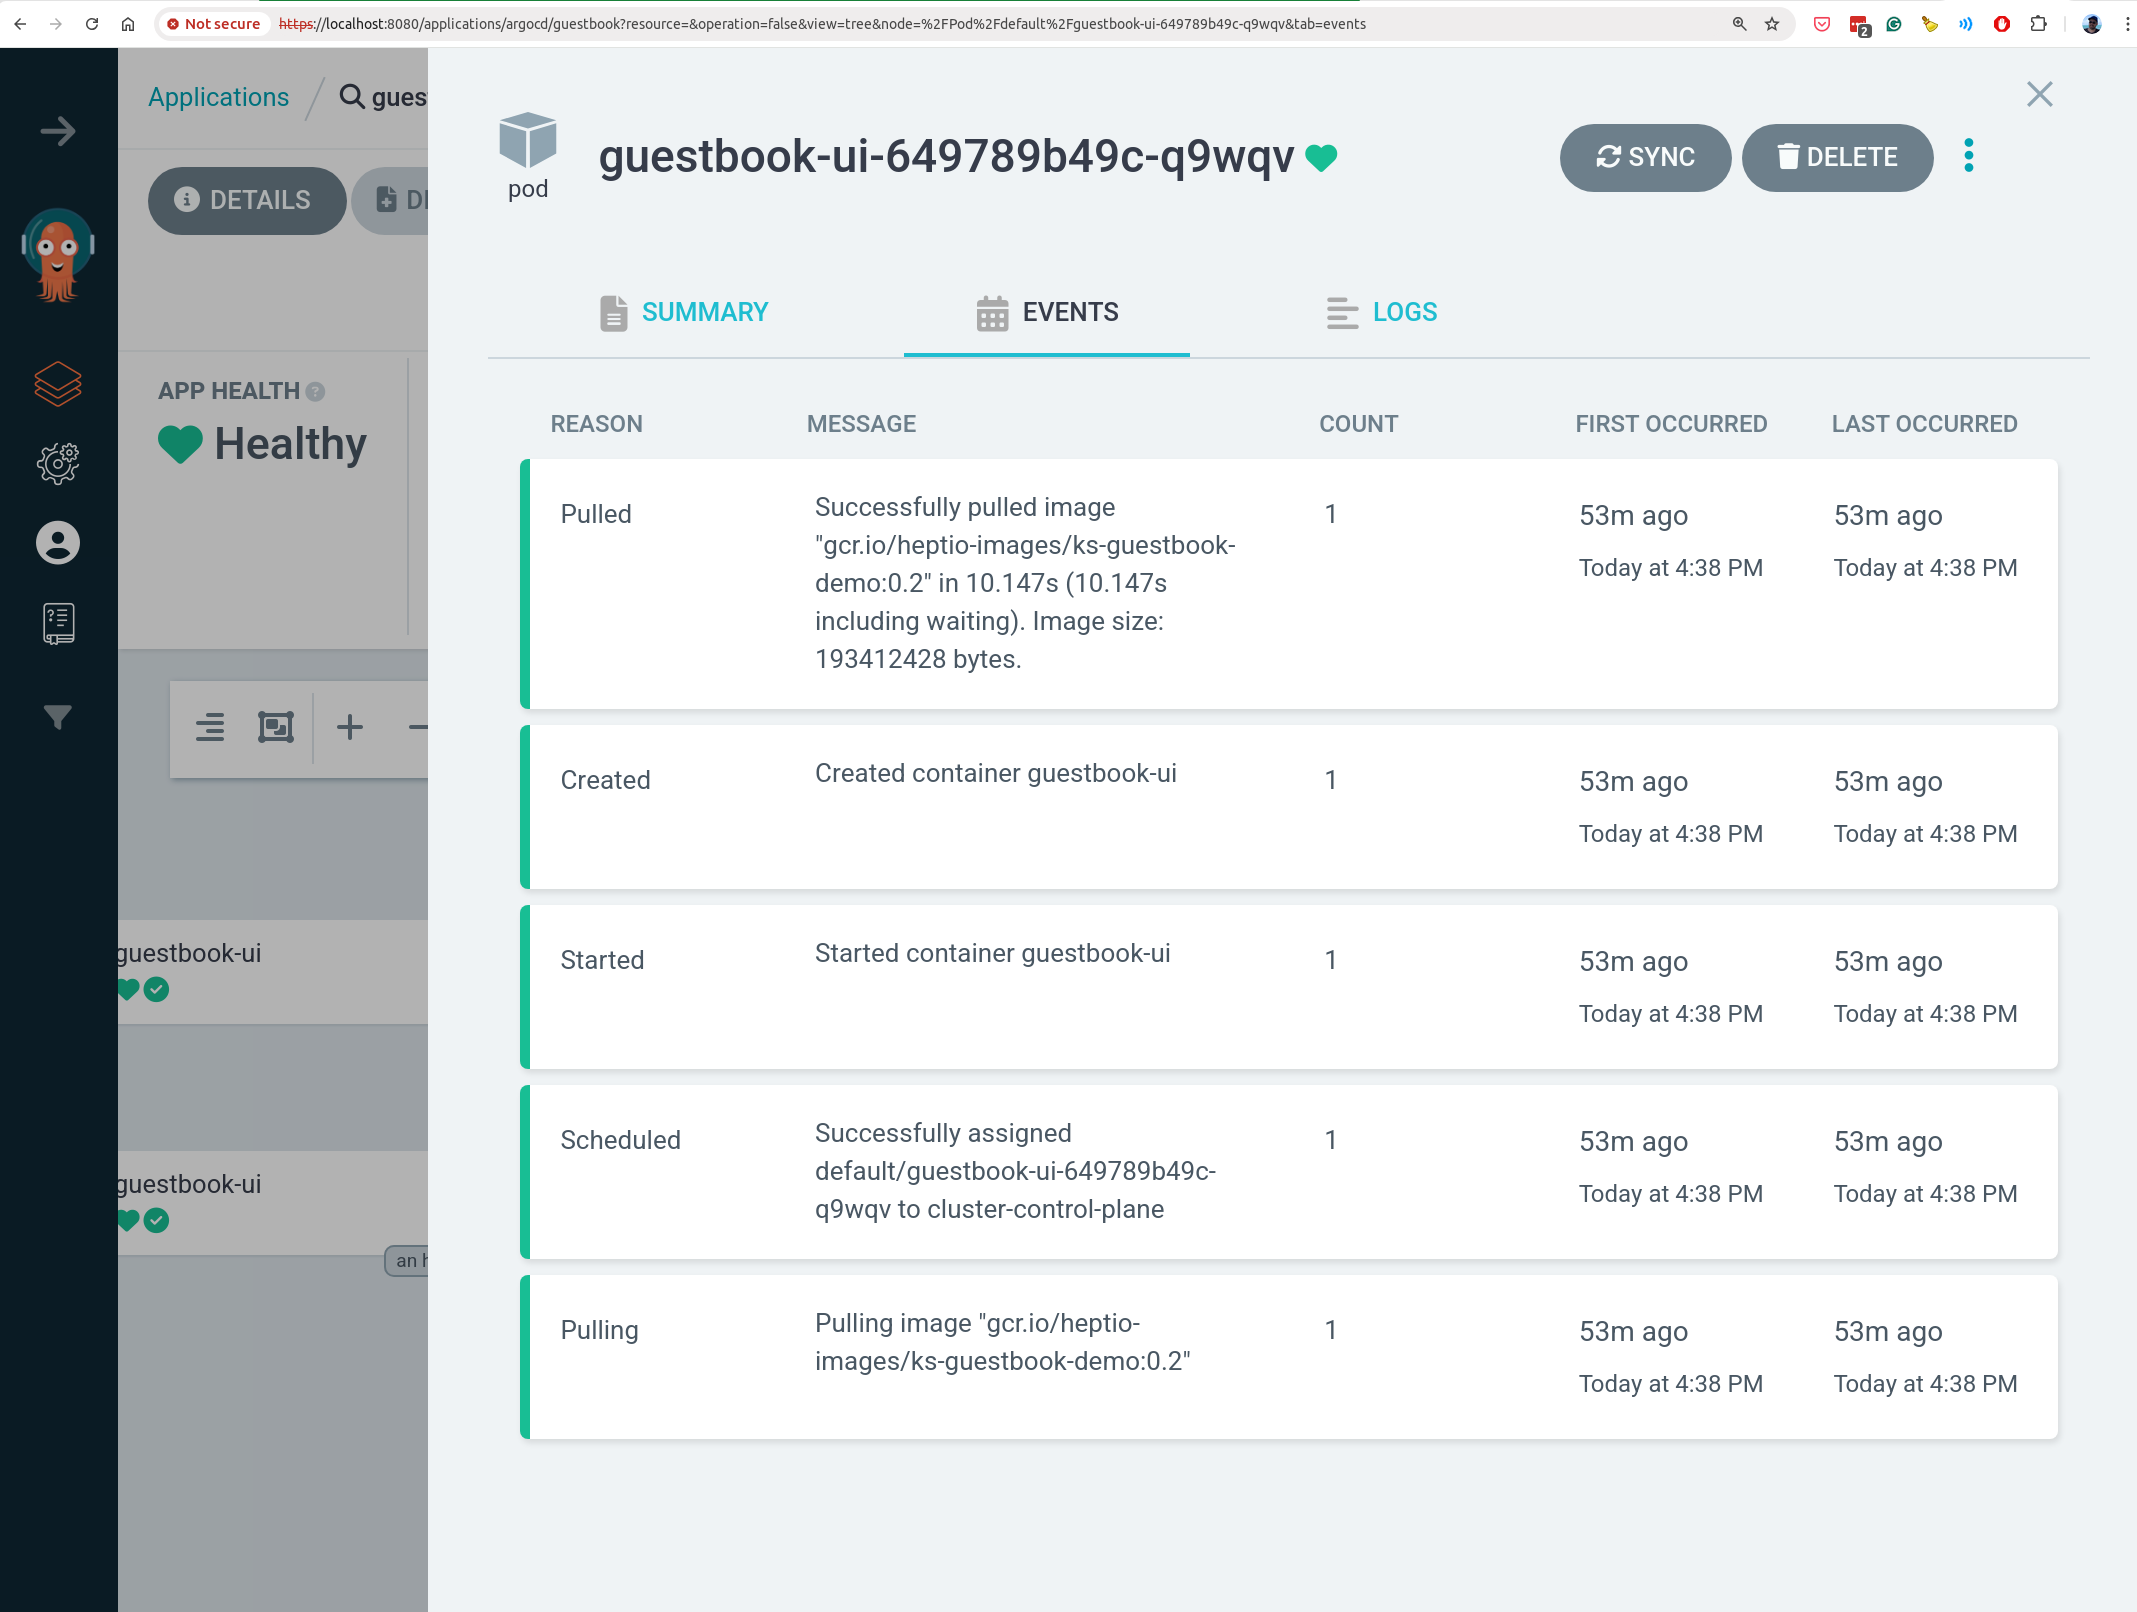 Not secure https://localhost:8080/applications/argocd/guestbook?resource=&operation=false&view=tree&node=%2FPod%2Fdefault%2Fguestbook-ui-649789b49c-q9wqv&tab=events
2
Applications / gues
DETAILS
APP HEALTH ?
Healthy
guestbook-ui
guestbook-ui
an h
pod
guestbook-ui-649789b49c-q9wqv
SYNC DELETE
SUMMARY EVENTS LOGS
REASON MESSAGE COUNT FIRST OCCURRED LAST OCCURRED
Pulled
Successfully pulled image
"gcr.io/heptio-images/ks-guestbook-
demo:0.2" in 10.147s (10.147s
including waiting). Image size:
193412428 bytes.
1
53m ago
Today at 4:38 PM
53m ago
Today at 4:38 PM
Created
Created container guestbook-ui
1
53m ago
Today at 4:38 PM
53m ago
Today at 4:38 PM
Started
Started container guestbook-ui
1
53m ago
Today at 4:38 PM
53m ago
Today at 4:38 PM
Scheduled
Successfully assigned
default/guestbook-ui-649789b49c-
q9wqv to cluster-control-plane
1
53m ago
Today at 4:38 PM
53m ago
Today at 4:38 PM
Pulling
Pulling image "gcr.io/heptio-
images/ks-guestbook-demo:0.2"
1
53m ago
Today at 4:38 PM
53m ago
Today at 4:38 PM